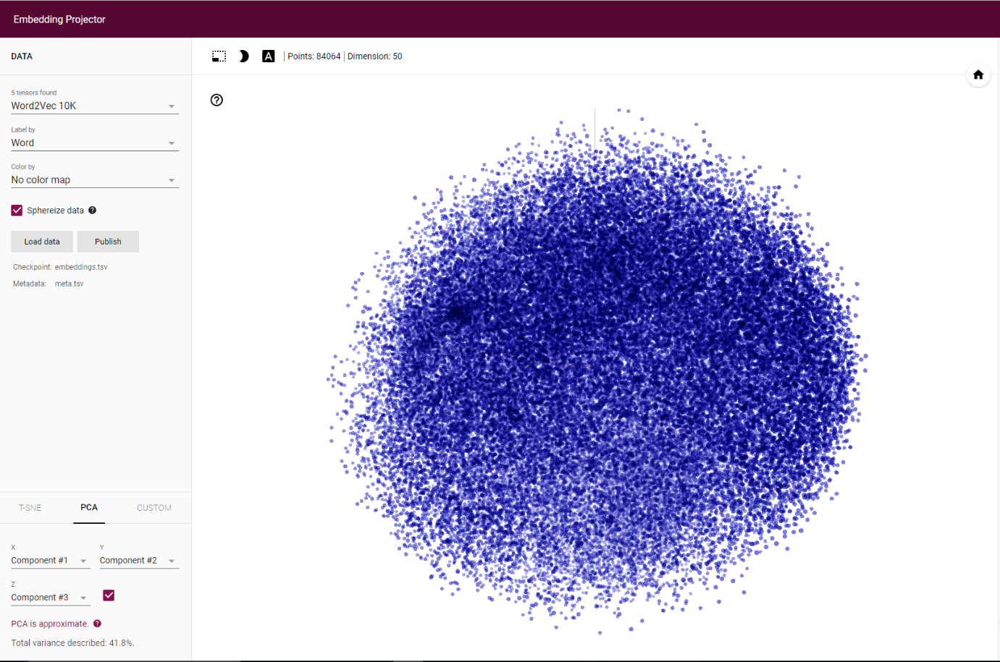 Embedding Projector
DATA
A
Points: 84064
Dimension: 50
5 tensors found
Word2Vec 10K
Label by
Word
Color by
No color map
Sphereize data ?
Load data
Publish
Checkpoint: embeddings.tsv
Metadata: meta.tsv
?
T-SNE
PCA
CUSTOM
X
Y
Component #1
Component #2
Z
Component #3
PCA is approximate. ?
Total variance described: 41.8%.